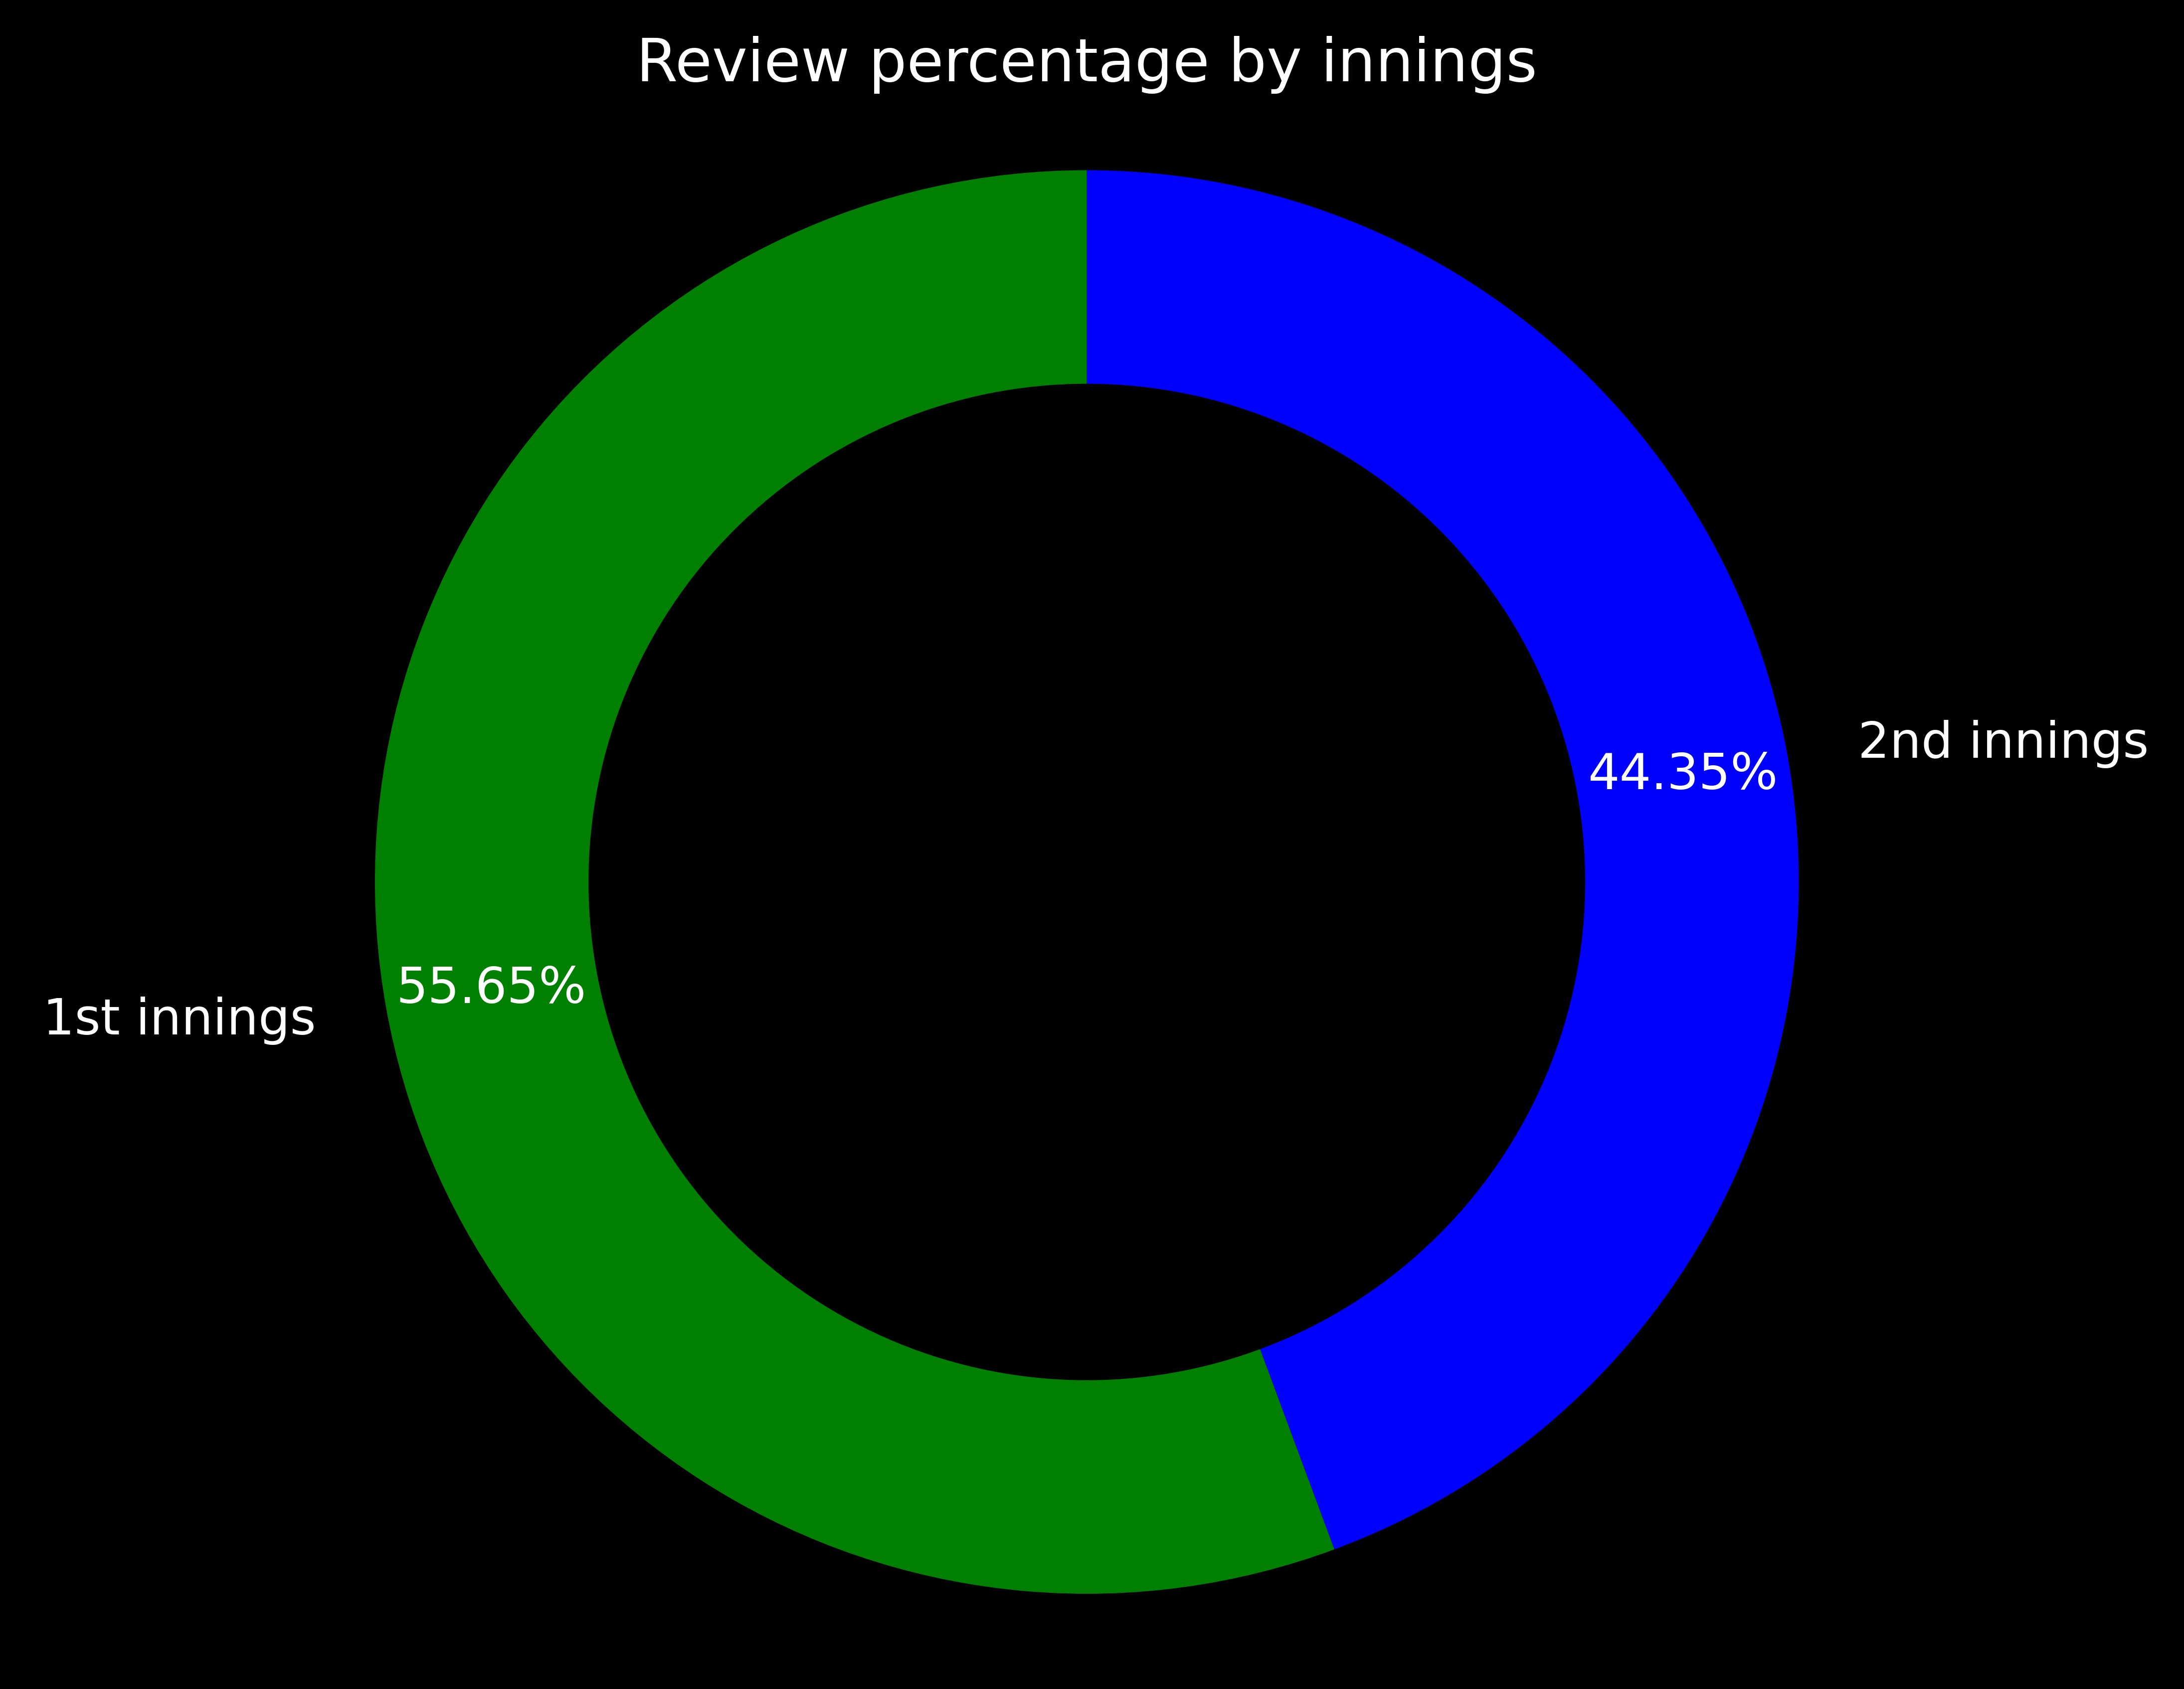 Review percentage by innings
2nd innings
44.35%
55.65%
1st innings